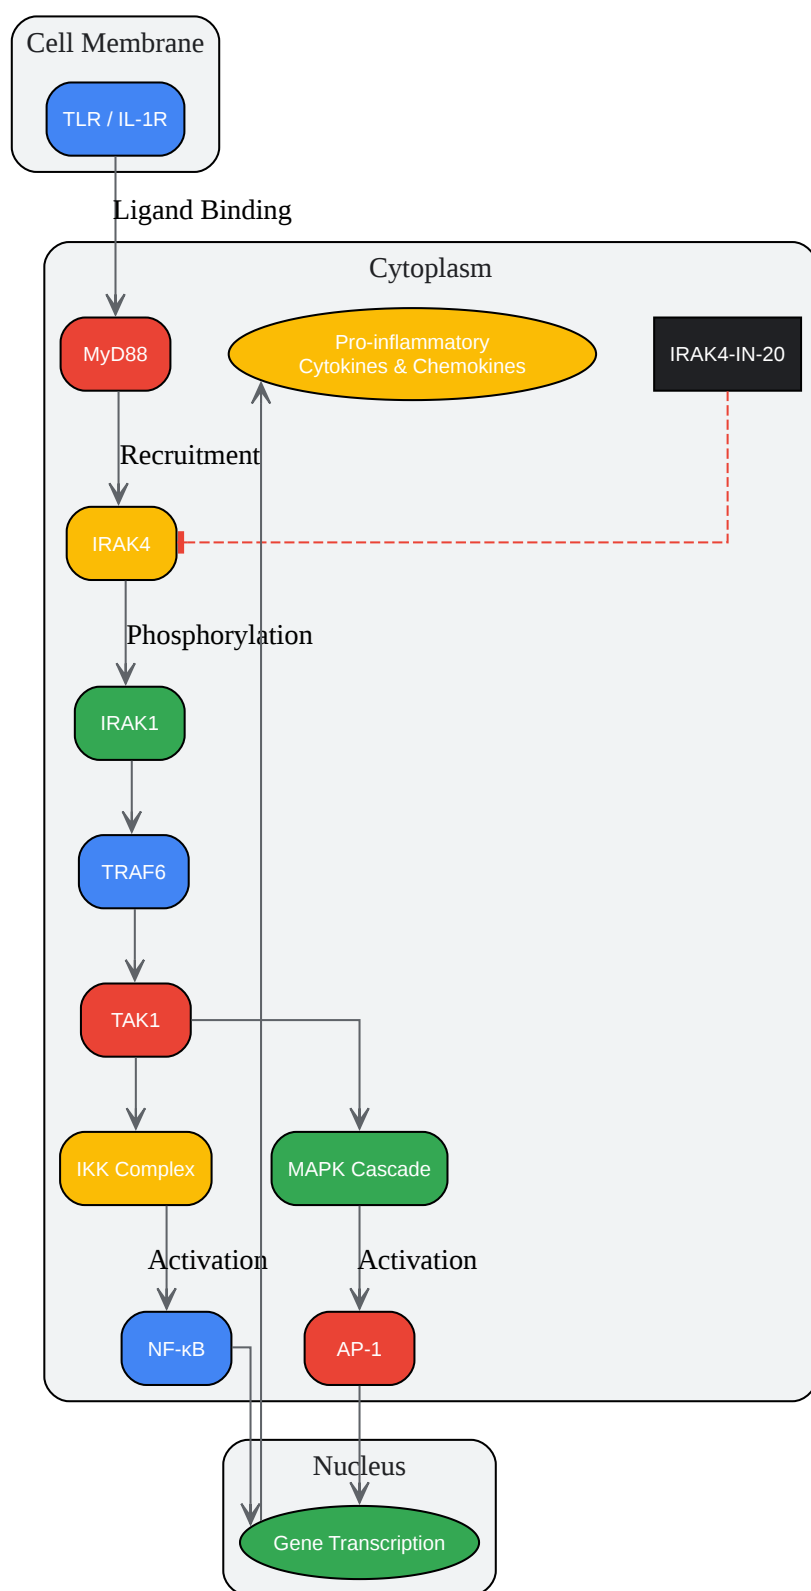 Cell Membrane
TLR / IL-1R
Ligand Binding
Cytoplasm
MyD88
Pro-inflammatory
Cytokines & Chemokines
IRAK4-IN-20
Recruitment
IRAK4
Phosphorylation
IRAK1
TRAF6
TAK1
IKK Complex
MAPK Cascade
Activation
Activation
NF-κB
AP-1
Nucleus
Gene Transcription